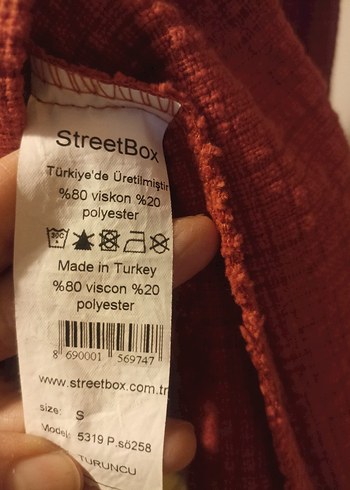 StreetBox
Türkiye'de Üretilmiştir
%80 viskon %20
polyester
Made in Turkey
%80 viscon %20
polyester
8 690001 569747
www.streetbox.com.tr
size: S
Model: 5319 P.sö258
TURUNCU